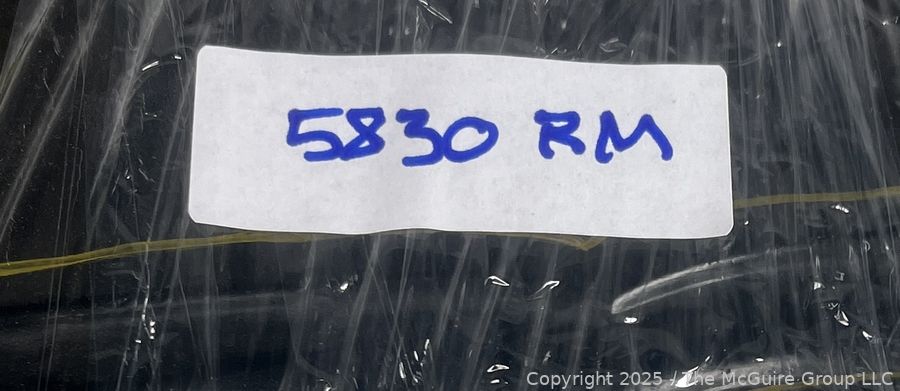 5830 RM
Copyright 2025 / The McGuire Group LLC